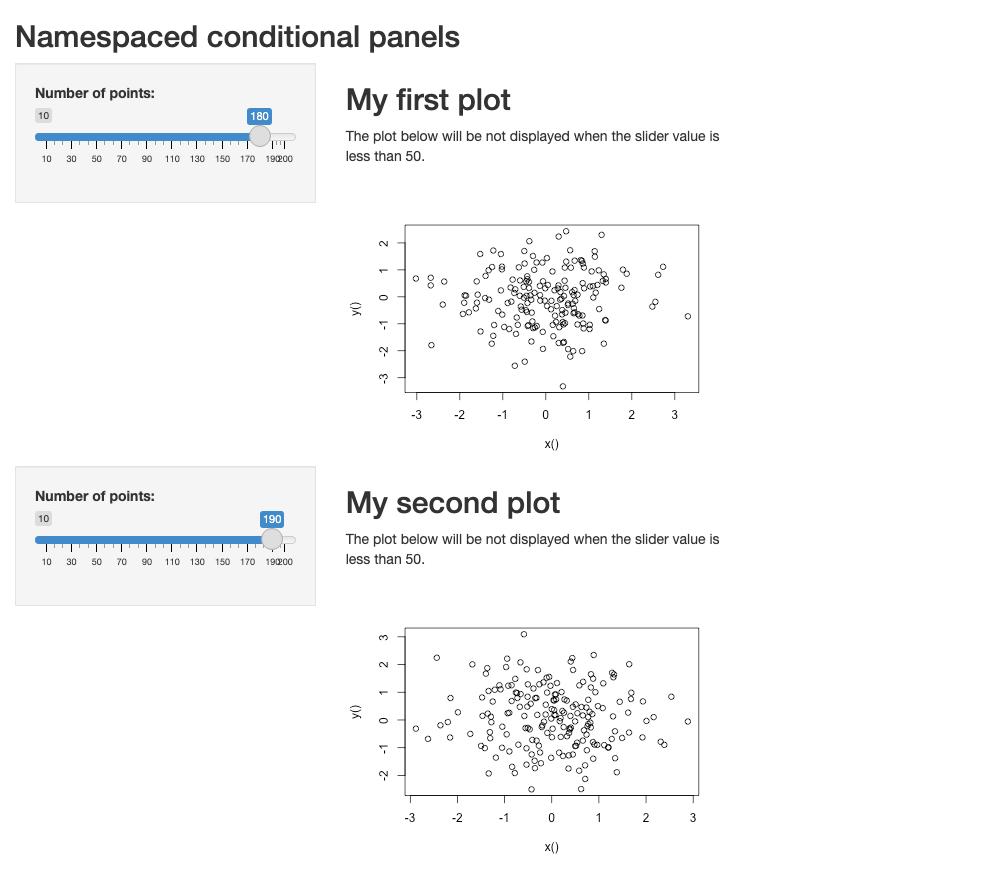 Namespaced conditional panels
Number of points:
10 180
10 30 50 70 90 110 130 150 170 190 200
My first plot
The plot below will be not displayed when the slider value is
less than 50.
2
1
0
-1
-2
-3
y()
-3 -2 -1 0 1 2 3
x()
Number of points:
10 190
10 30 50 70 90 110 130 150 170 190 200
My second plot
The plot below will be not displayed when the slider value is
less than 50.
3
2
1
0
-1
-2
y()
-3 -2 -1 0 1 2 3
x()